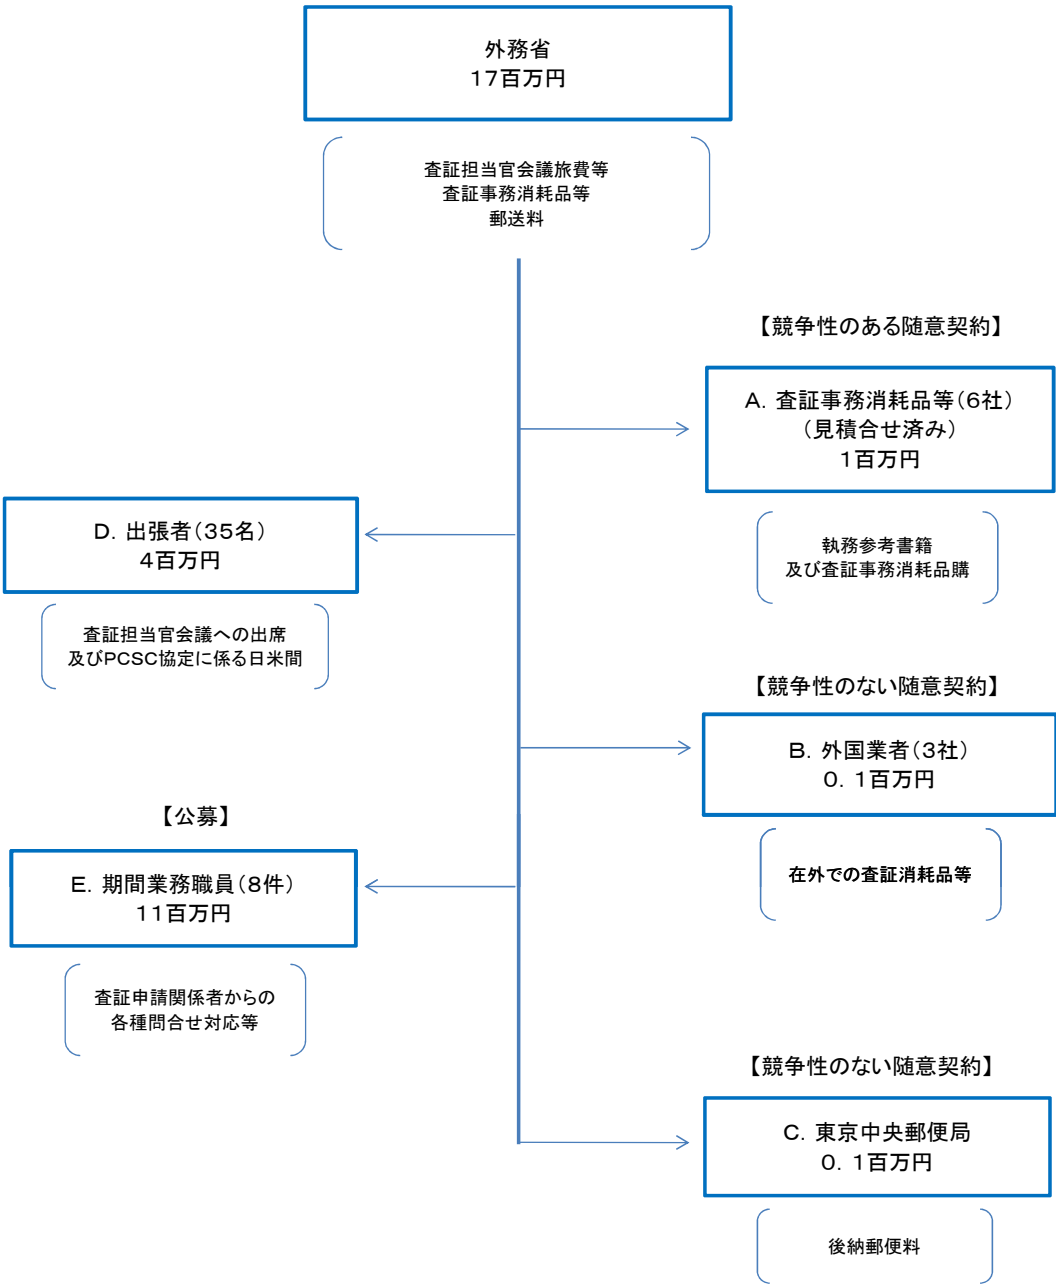 外務省
17百万円
査証担当官会議旅費等
査証事務消耗品等
郵送料
【競争性のある随意契約】
A. 査証事務消耗品等(6社)
(見積合せ済み)
1百万円
執務参考書籍
及び査証事務消耗品購
D. 出張者(35名)
4百万円
査証担当官会議への出席
及びPCSC協定に係る日米間
【競争性のない随意契約】
B. 外国業者(3社)
0. 1百万円
在外での査証消耗品等
【公募】
E. 期間業務職員(8件)
11百万円
査証申請関係者からの
各種問合せ対応等
【競争性のない随意契約】
C. 東京中央郵便局
0. 1百万円
後納郵便料